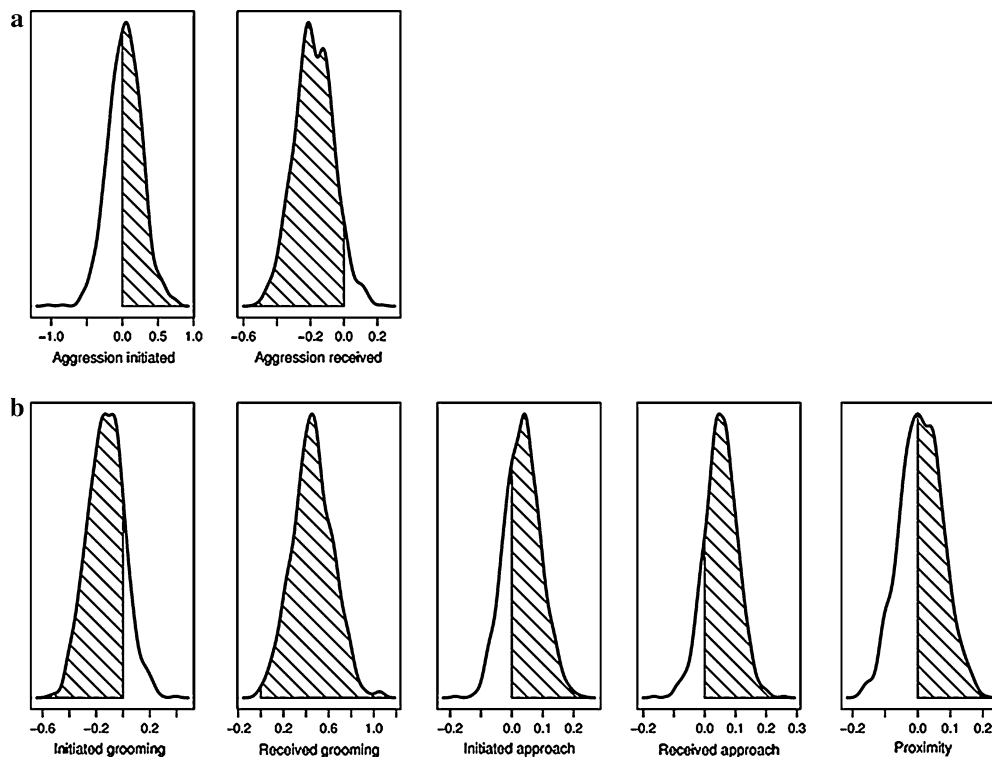 a
-1.0 0.0 0.5 1.0
Aggression initiated
-0.6 -0.2 0.0 0.2
Aggression received
b
-0.6 -0.2 0.2
Initiated grooming
-0.2 0.2 0.6 1.0
Received grooming
-0.2 0.0 0.1 0.2
Initiated approach
-0.2 0.0 0.1 0.2 0.3
Received approach
-0.2 0.0 0.1 0.2
Proximity